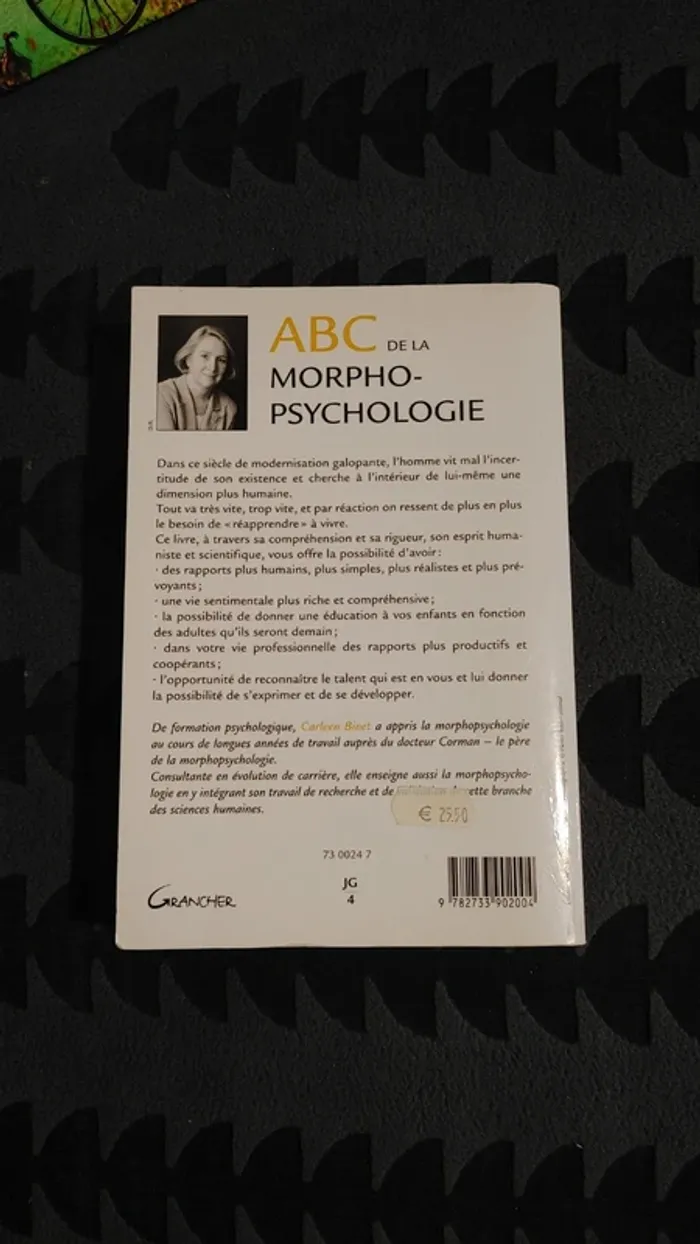 ABC DE LA
MORPHO-
PSYCHOLOGIE
Dans ce siècle de modernisation galopante, l'homme vit mal l'incer-
titude de son existence et cherche à l'intérieur de lui-même une
dimension plus humaine.
Tout va très vite, trop vite, et par réaction on ressent de plus en plus
le besoin de « réapprendre » à vivre.
Ce livre, à travers sa compréhension et sa rigueur, son esprit huma-
niste et scientifique, vous offre la possibilité d'avoir :
· des rapports plus humains, plus simples, plus réalistes et plus pré-
voyants ;
· une vie sentimentale plus riche et compréhensive ;
· la possibilité de donner une éducation à vos enfants en fonction
des adultes qu'ils seront demain ;
· dans votre vie professionnelle des rapports plus productifs et
coopérants ;
· l'opportunité de reconnaître le talent qui est en vous et lui donner
la possibilité de s'exprimer et de se développer.
De formation psychologique, Carleen Binet a appris la morphopsychologie
au cours de longues années de travail auprès du docteur Corman – le père
de la morphopsychologie.
Consultante en évolution de carrière, elle enseigne aussi la morphopsycho-
logie en y intégrant son travail de recherche et de cette branche
des sciences humaines.
€ 25.50
73 0024 7
JG
4
GRANCHER
9 782733 902004